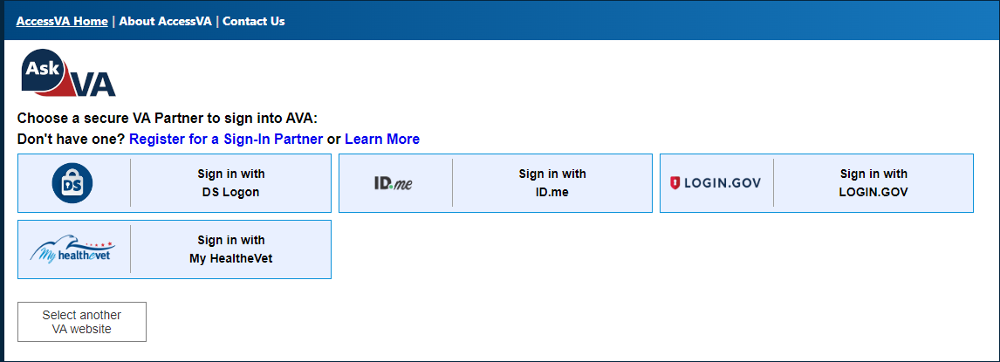 AccessVA Home | About AccessVA | Contact Us
Ask
VA
Choose a secure VA Partner to sign into AVA:
Don't have one? Register for a Sign-In Partner or Learn More
DS
Sign in with
DS Logon
ID.me
Sign in with
ID.me
LOGIN.GOV
Sign in with
LOGIN.GOV
My healthevet
Sign in with
My HealtheVet
Select another
VA website